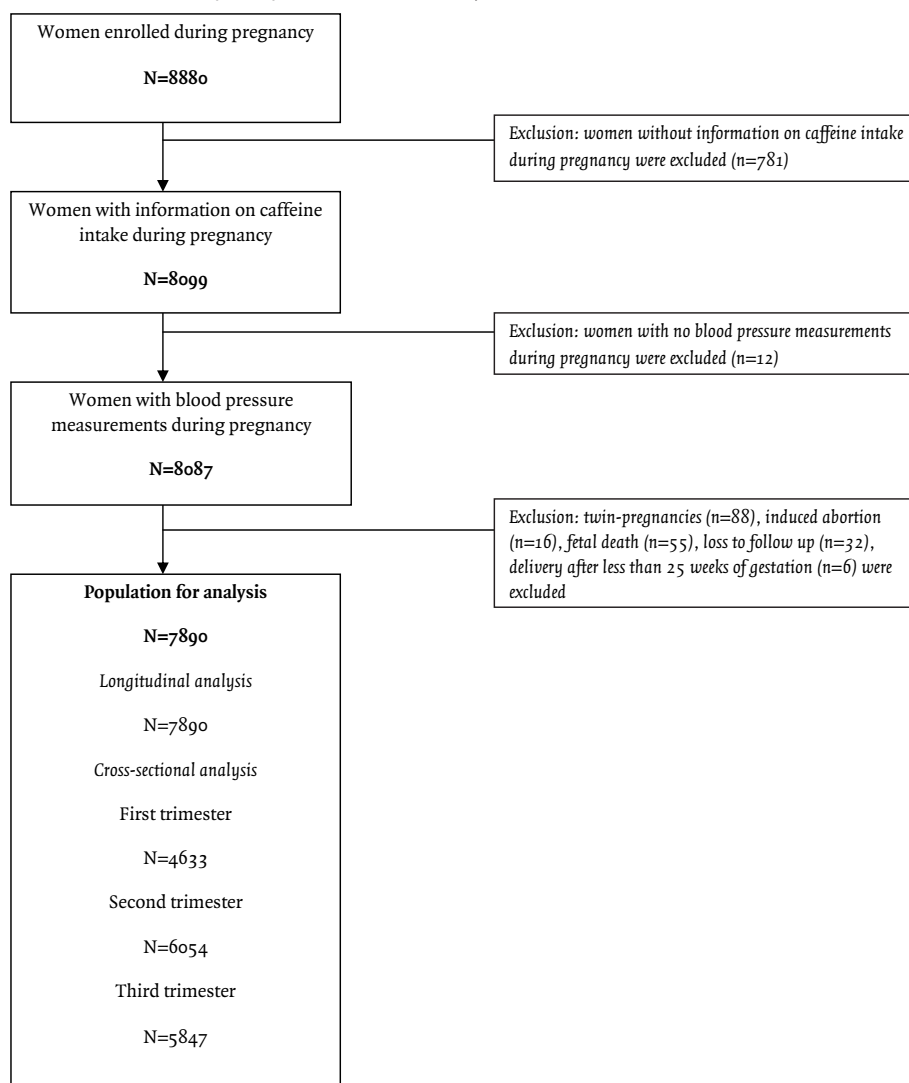 Women enrolled during pregnancy
N=8880
Exclusion: women without information on caffeine intake
during pregnancy were excluded (n=781)
Women with information on caffeine
intake during pregnancy
N=8099
Exclusion: women with no blood pressure measurements
during pregnancy were excluded (n=12)
Women with blood pressure
measurements during pregnancy
N=8087
Exclusion: twin-pregnancies (n=88), induced abortion
(n=16), fetal death (n=55), loss to follow up (n=32),
delivery after less than 25 weeks of gestation (n=6) were
excluded
Population for analysis
N=7890
Longitudinal analysis
N=7890
Cross-sectional analysis
First trimester
N=4633
Second trimester
N=6054
Third trimester
N=5847